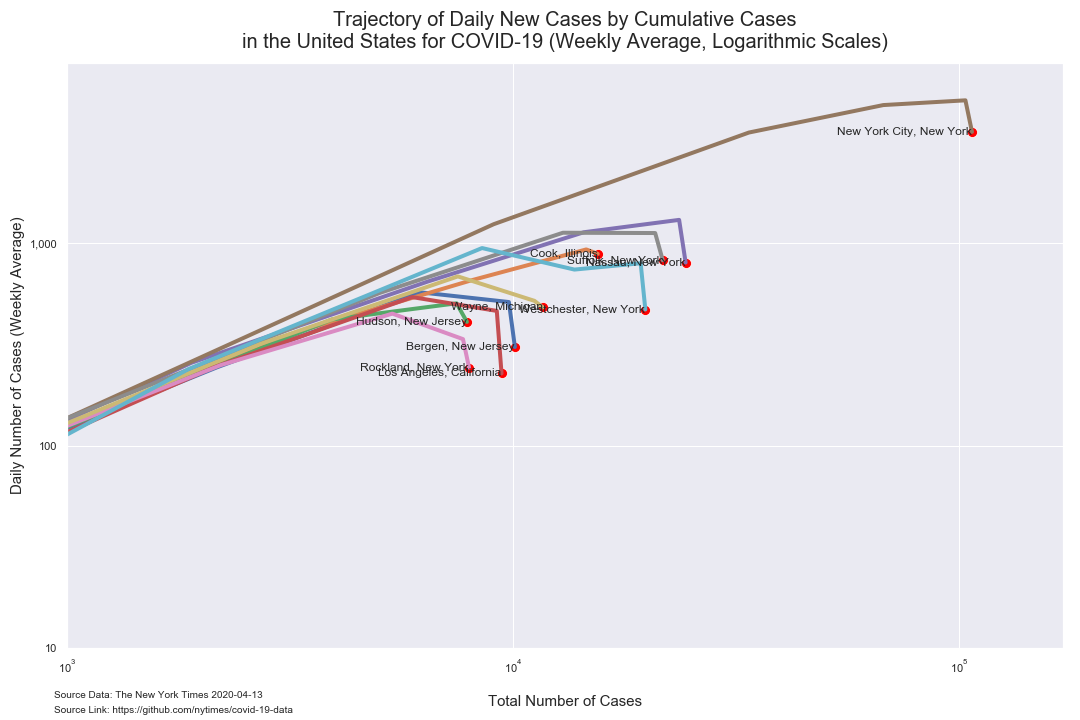 Trajectory of Daily New Cases by Cumulative Cases
in the United States for COVID-19 (Weekly Average, Logarithmic Scales)
Daily Number of Cases (Weekly Average)
1,000
100
10
New York City, New York
Cook, Illinois
Suffolk, New York
Nassau, New York
Wayne, Michigan
Westchester, New York
Hudson, New Jersey
Bergen, New Jersey
Rockland, New York
Los Angeles, California
10³
10⁴
10⁵
Total Number of Cases
Source Data: The New York Times 2020-04-13
Source Link: https://github.com/nytimes/covid-19-data